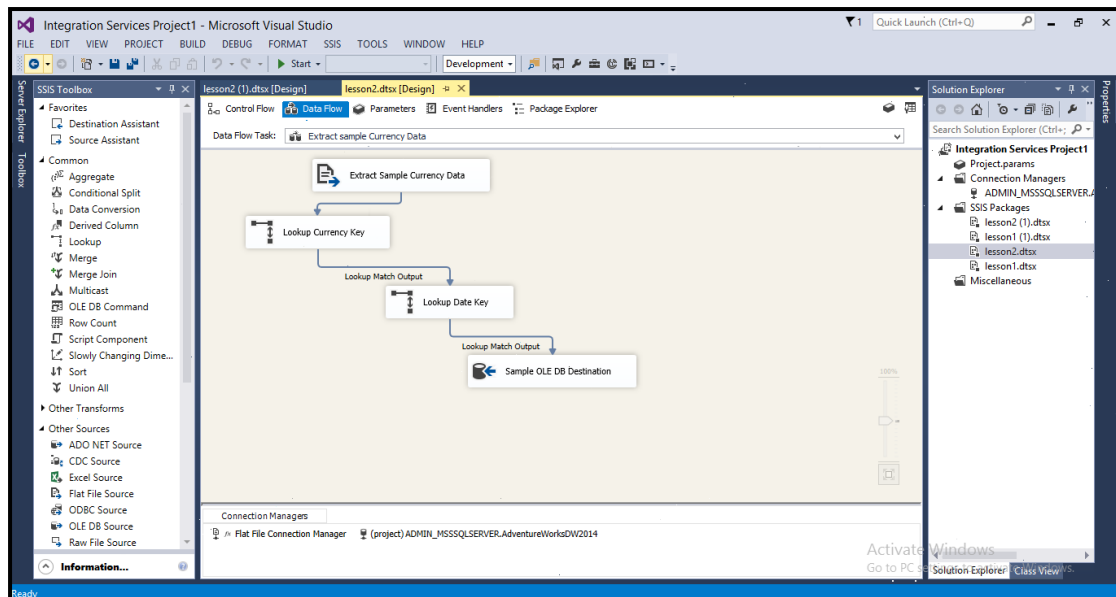 Integration Services Project1 - Microsoft Visual Studio
1
Quick Launch (Ctrl+Q)
FILE EDIT VIEW PROJECT BUILD DEBUG FORMAT SSIS TOOLS WINDOW HELP
Start
Development
Server Explorer
Toolbox
SSIS Toolbox
Favorites
Destination Assistant
Source Assistant
Common
Aggregate
Conditional Split
Data Conversion
Derived Column
Lookup
Merge
Merge Join
Multicast
OLE DB Command
Row Count
Script Component
Slowly Changing Dime...
Sort
Union All
Other Transforms
Other Sources
ADO NET Source
CDC Source
Excel Source
Flat File Source
ODBC Source
OLE DB Source
Raw File Source
Information...
lesson2 (1).dtsx [Design]
lesson2.dtsx [Design]
Control Flow
Data Flow
Parameters
Event Handlers
Package Explorer
Data Flow Task:
Extract sample Currency Data
Extract Sample Currency Data
Lookup Currency Key
Lookup Match Output
Lookup Date Key
Lookup Match Output
Sample OLE DB Destination
100%
Connection Managers
Flat File Connection Manager
(project) ADMIN_MSSSQLSERVER.AdventureWorksDW2014
Solution Explorer
Search Solution Explorer (Ctrl+;
Integration Services Project1
Project.params
Connection Managers
ADMIN_MSSSQLSERVER.A
SSIS Packages
lesson2 (1).dtsx
lesson1 (1).dtsx
lesson2.dtsx
lesson1.dtsx
Miscellaneous
Properties
Activate Windows
Go to PC
Windows.
Solution Explorer
Class View
Ready